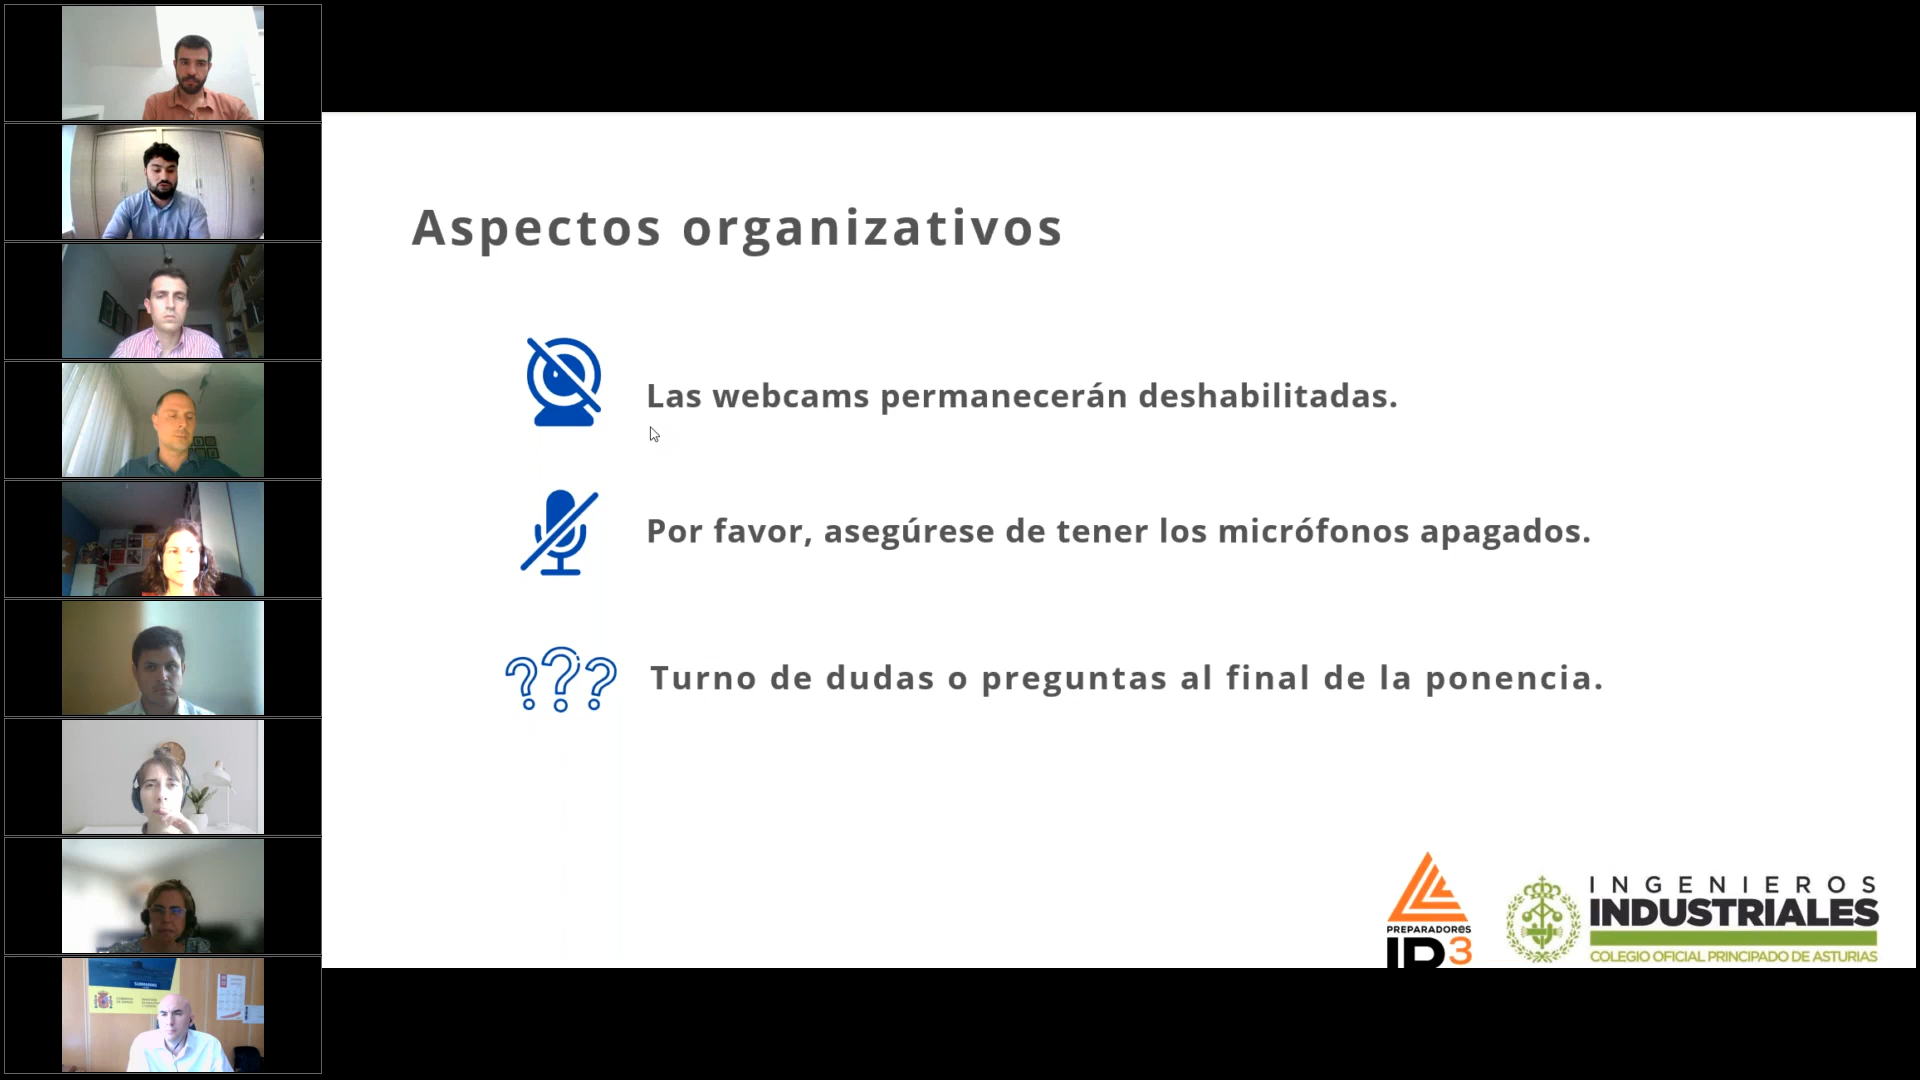 Aspectos organizativos
Las webcams permanecerán deshabilitadas.
Por favor, asegúrese de tener los micrófonos apagados.
???
Turno de dudas o preguntas al final de la ponencia.
PREPARADOR@S
IP3
INGENIEROS
INDUSTRIALES
COLEGIO OFICIAL PRINCIPADO DE ASTURIAS